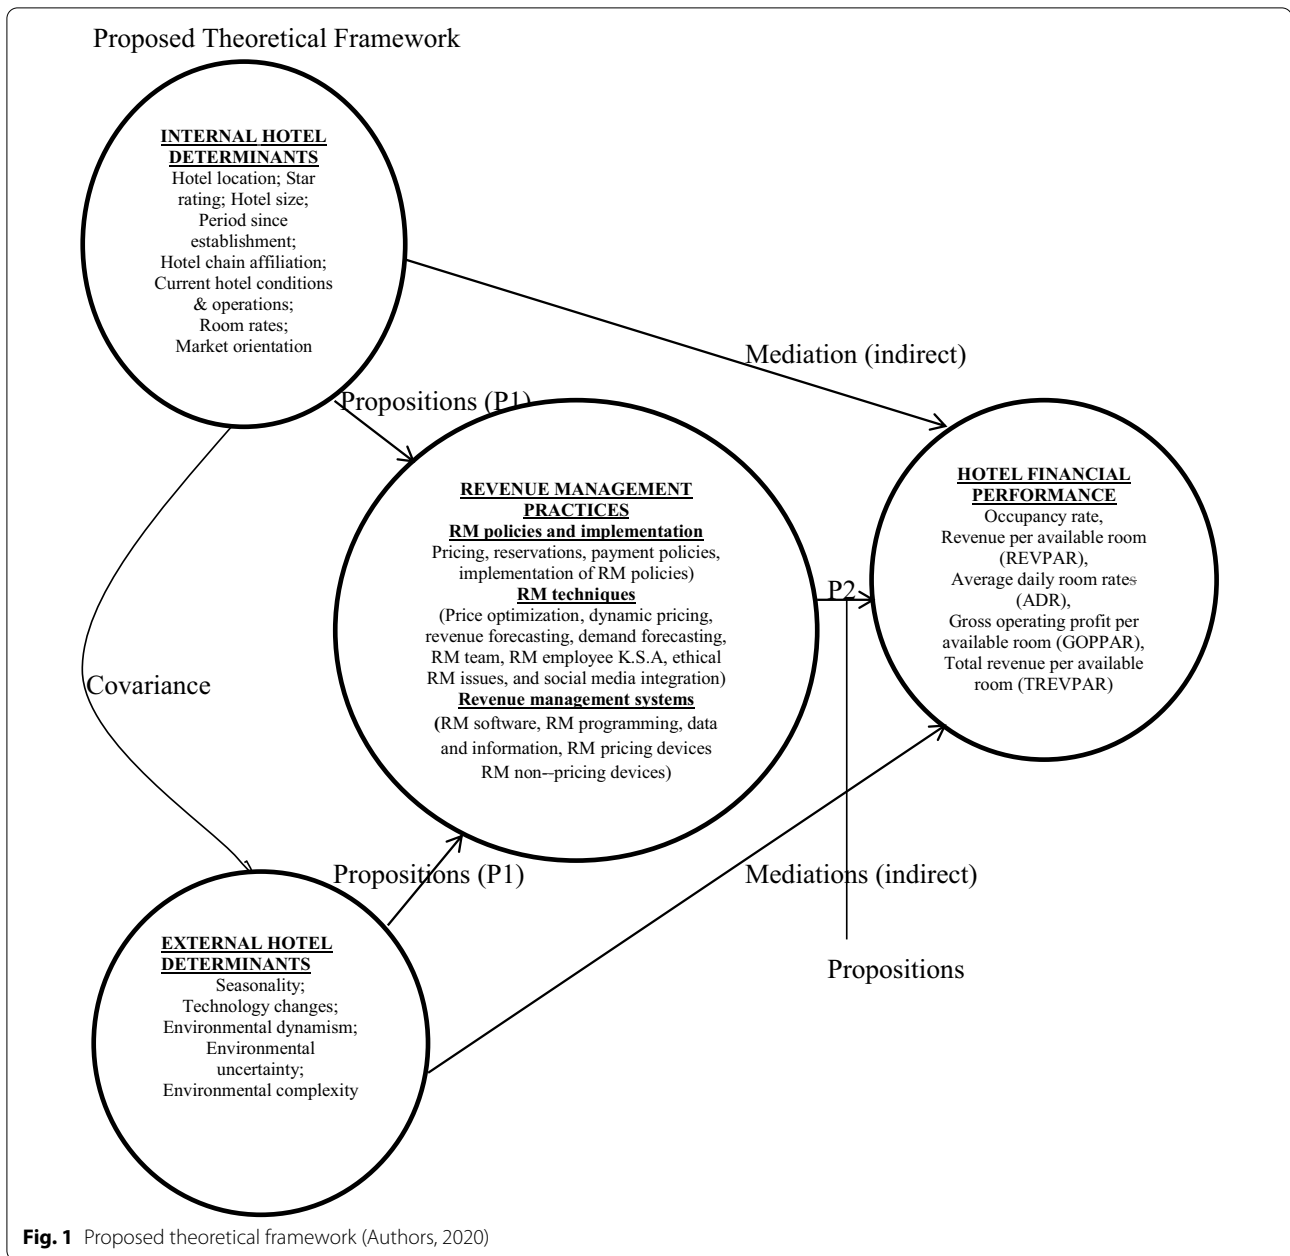 Proposed Theoretical Framework
INTERNAL HOTEL
DETERMINANTS
Hotel location; Star
rating; Hotel size;
Period since
establishment;
Hotel chain affiliation;
Current hotel conditions
& operations;
Room rates;
Market orientation
Mediation (indirect)
Propositions (P1)
REVENUE MANAGEMENT
PRACTICES
RM policies and implementation
Pricing, reservations, payment policies,
implementation of RM policies)
RM techniques
(Price optimization, dynamic pricing,
revenue forecasting, demand forecasting,
RM team, RM employee K.S.A, ethical
RM issues, and social media integration)
Revenue management systems
(RM software, RM programming, data
and information, RM pricing devices
RM non--pricing devices)
P2
HOTEL FINANCIAL
PERFORMANCE
Occupancy rate,
Revenue per available room
(REVPAR),
Average daily room rates
(ADR),
Gross operating profit per
available room (GOPPAR),
Total revenue per available
room (TREVPAR)
Covariance
Propositions (P1)
Mediations (indirect)
Propositions
EXTERNAL HOTEL
DETERMINANTS
Seasonality;
Technology changes;
Environmental dynamism;
Environmental
uncertainty;
Environmental complexity
Fig. 1 Proposed theoretical framework (Authors, 2020)